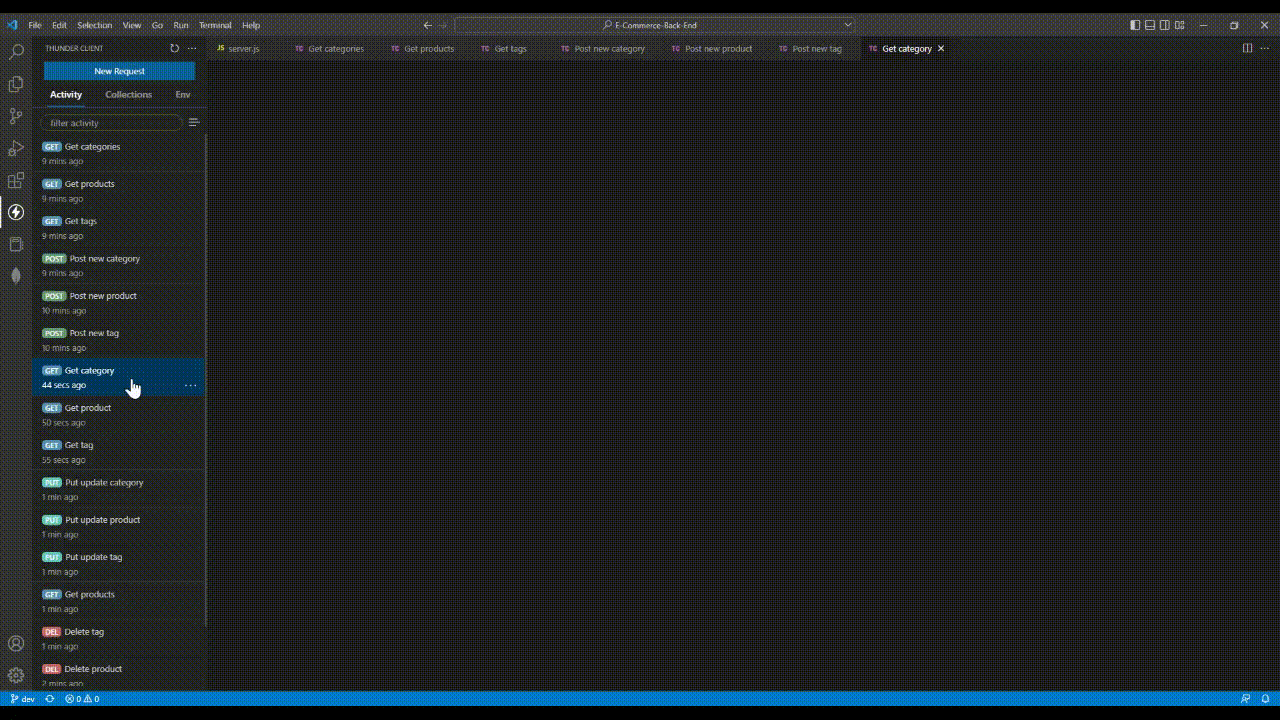 File Edit Selection View Go Run Terminal Help
E-Commerce-Back-End
THUNDER CLIENT
JS server.js
TC Get categories
TC Get products
TC Get tags
TC Post new category
TC Post new product
TC Post new tag
TC Get category
New Request
Activity Collections Env
filter activity
GET Get categories
9 mins ago
GET Get products
9 mins ago
GET Get tags
9 mins ago
POST Post new category
9 mins ago
POST Post new product
10 mins ago
POST Post new tag
10 mins ago
GET Get category
44 secs ago
GET Get product
50 secs ago
GET Get tag
55 secs ago
PUT Put update category
1 min ago
PUT Put update product
1 min ago
PUT Put update tag
1 min ago
GET Get products
1 min ago
DEL Delete tag
1 min ago
DEL Delete product
2 mins ago
dev 0 0